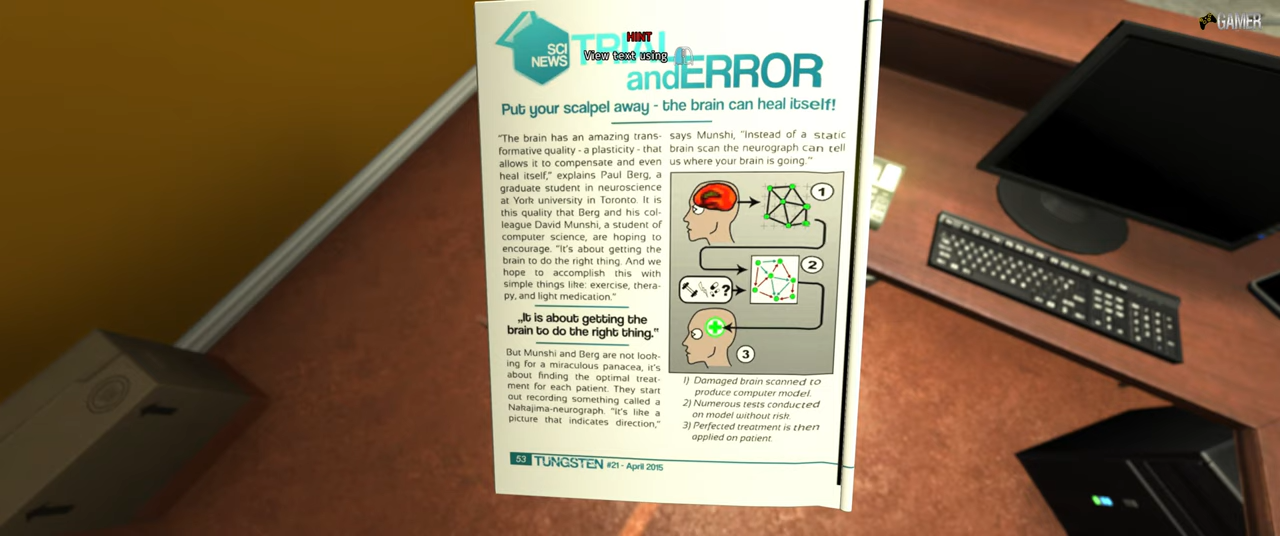 GAMER
HINT
View text using
SCI
NEWS
TRIAL
and ERROR
Put your scalpel away - the brain can heal itself!
"The brain has an amazing trans-
formative quality - a plasticity - that
allows it to compensate and even
heal itself," explains Paul Berg, a
graduate student in neuroscience
at York university in Toronto. It is
this quality that Berg and his col-
league David Munshi, a student of
computer science, are hoping to
encourage. "It's about getting the
brain to do the right thing. And we
hope to accomplish this with
simple things like: exercise, thera-
py, and light medication."
„It is about getting the
brain to do the right thing."
But Munshi and Berg are not look-
ing for a miraculous panacea, it's
about finding the optimal treat-
ment for each patient. They start
out recording something called a
Nakajima-neurograph. "It's like a
picture that indicates direction,"
says Munshi, "Instead of a static
brain scan the neurograph can tell
us where your brain is going."
1
2
?
3
1) Damaged brain scanned to
produce computer model.
2) Numerous tests conducted
on model without risk.
3) Perfected treatment is then
applied on patient.
53 TUNGSTEN #21 - April 2015